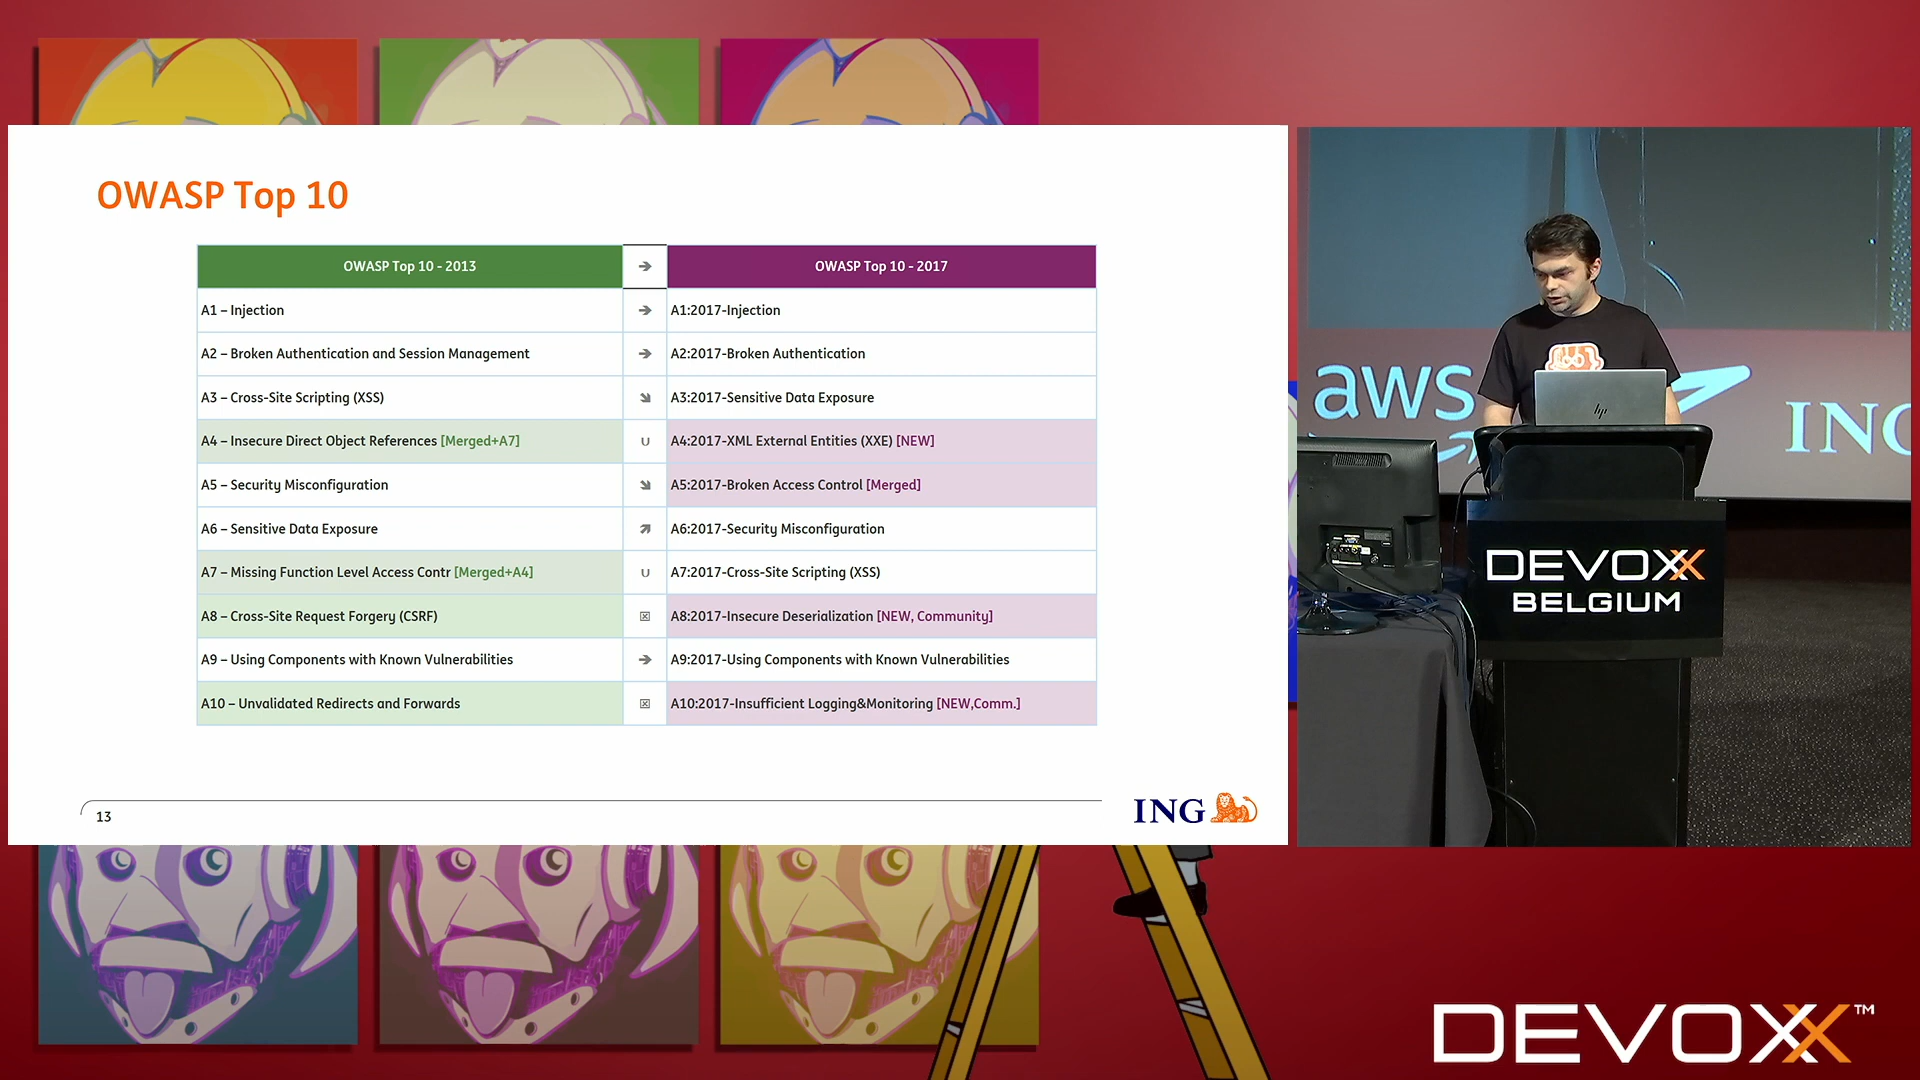 OWASP Top 10
OWASP Top 10 - 2013 ➔ OWASP Top 10 - 2017
A1 – Injection ➔ A1:2017-Injection
A2 – Broken Authentication and Session Management ➔ A2:2017-Broken Authentication
A3 – Cross-Site Scripting (XSS) ➘ A3:2017-Sensitive Data Exposure
A4 – Insecure Direct Object References [Merged+A7] U A4:2017-XML External Entities (XXE) [NEW]
A5 – Security Misconfiguration ➘ A5:2017-Broken Access Control [Merged]
A6 – Sensitive Data Exposure ➚ A6:2017-Security Misconfiguration
A7 – Missing Function Level Access Contr [Merged+A4] U A7:2017-Cross-Site Scripting (XSS)
A8 – Cross-Site Request Forgery (CSRF) ☒ A8:2017-Insecure Deserialization [NEW, Community]
A9 – Using Components with Known Vulnerabilities ➔ A9:2017-Using Components with Known Vulnerabilities
A10 – Unvalidated Redirects and Forwards ☒ A10:2017-Insufficient Logging&Monitoring [NEW,Comm.]
13
ING
aws
ING
hp
DEVOXX
BELGIUM
DEVOXX™